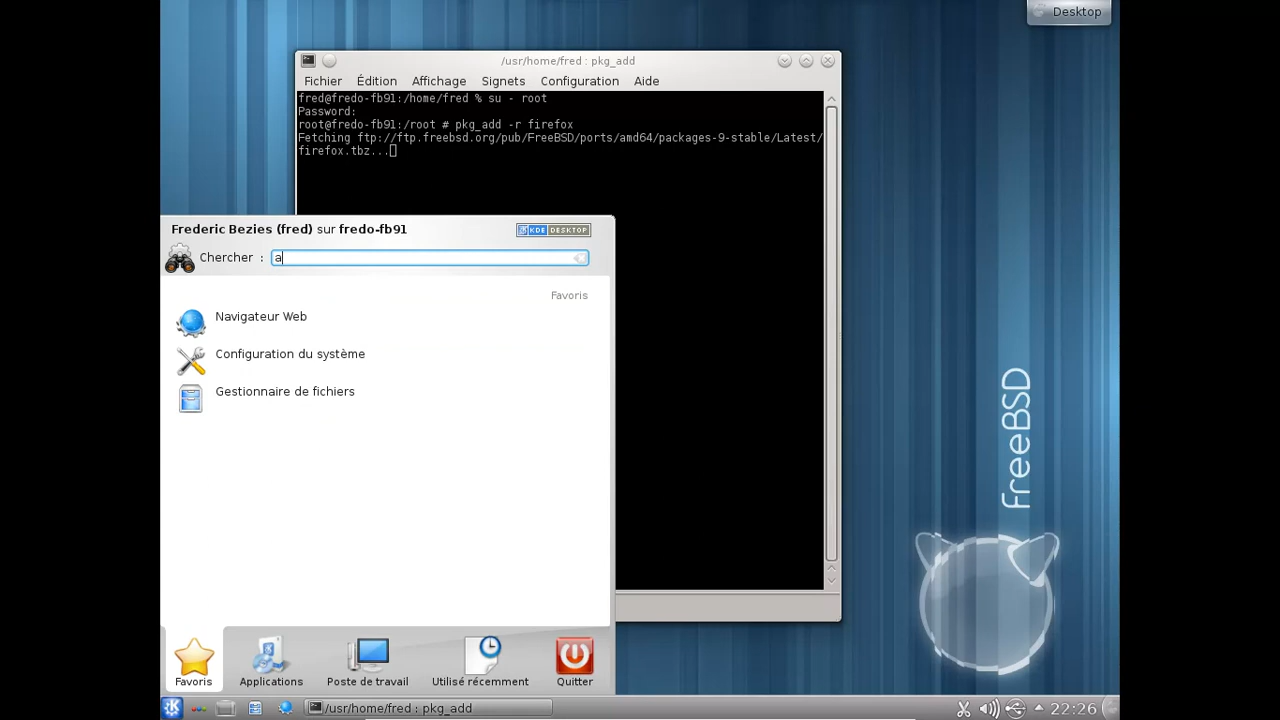 Desktop
/usr/home/fred : pkg_add
Fichier Édition Affichage Signets Configuration Aide
fred@fredo-fb91:/home/fred % su - root
Password:
root@fredo-fb91:/root # pkg_add -r firefox
Fetching ftp://ftp.freebsd.org/pub/FreeBSD/ports/amd64/packages-9-stable/Latest/
firefox.tbz...
Frederic Bezies (fred) sur fredo-fb91
KDE DESKTOP
Chercher : a
Favoris
Navigateur Web
Configuration du système
Gestionnaire de fichiers
freeBSD
Favoris Applications Poste de travail Utilisé récemment Quitter
/usr/home/fred : pkg_add
22:26